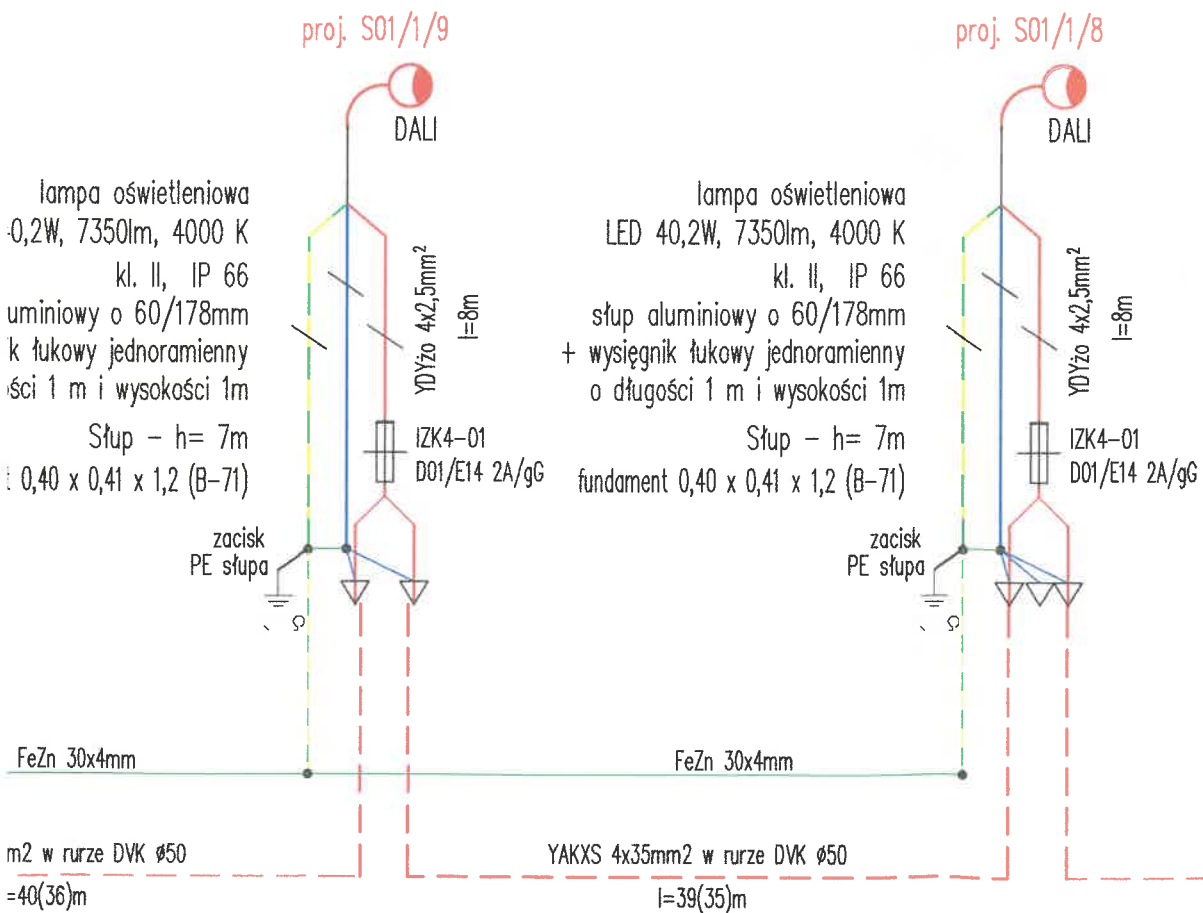 proj. S01/1/9
DALI
lampa oświetleniowa
0,2W, 7350lm, 4000 K
kl. II, IP 66
uminiowy o 60/178mm
k łukowy jednoramienny
ści 1 m i wysokości 1m
Słup – h= 7m
0,40 x 0,41 x 1,2 (B–71)
YDYżo 4x2,5mm²
l=8m
IZK4–01
D01/E14 2A/gG
zacisk
PE słupa
Ω
FeZn 30x4mm
m2 w rurze DVK ø50
=40(36)m
proj. S01/1/8
DALI
lampa oświetleniowa
LED 40,2W, 7350lm, 4000 K
kl. II, IP 66
słup aluminiowy o 60/178mm
+ wysięgnik łukowy jednoramienny
o długości 1 m i wysokości 1m
Słup – h= 7m
fundament 0,40 x 0,41 x 1,2 (B–71)
YDYżo 4x2,5mm²
l=8m
IZK4–01
D01/E14 2A/gG
zacisk
PE słupa
Ω
FeZn 30x4mm
YAKXS 4x35mm2 w rurze DVK ø50
l=39(35)m